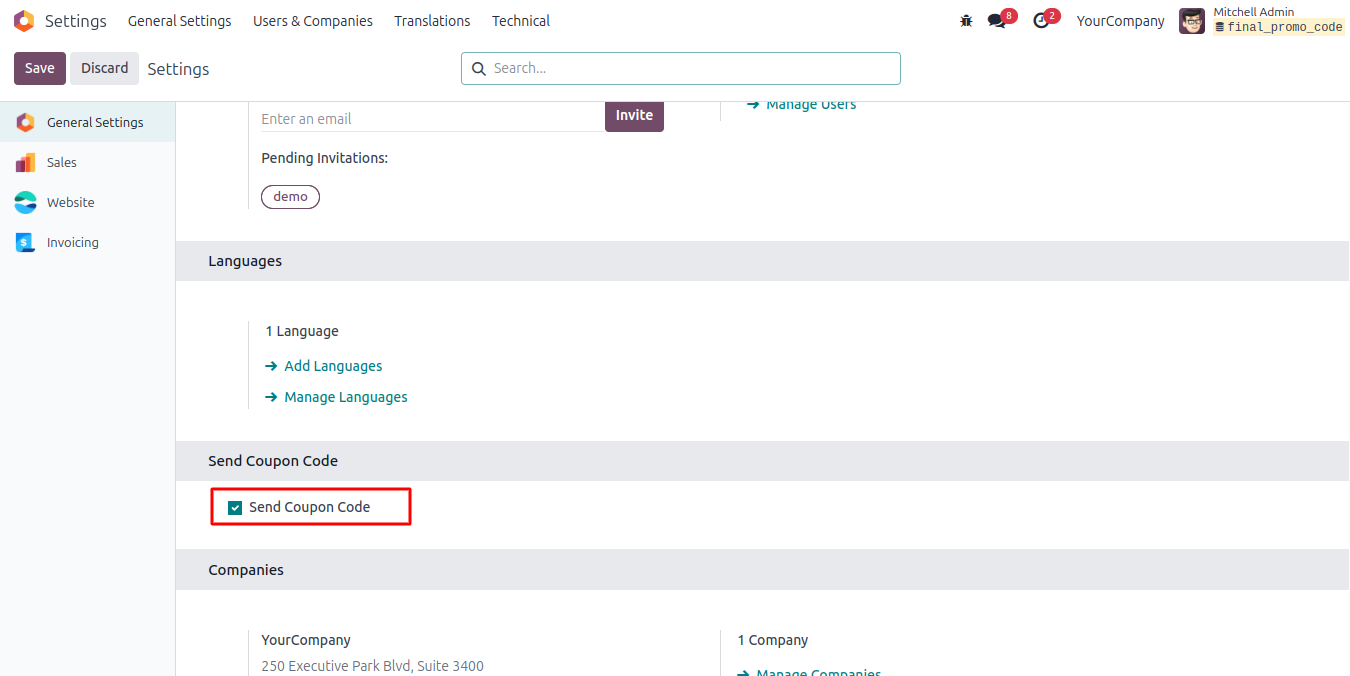 Settings General Settings Users & Companies Translations Technical 8 2 YourCompany Mitchell Admin
final_promo_code
Save Discard Settings Search...
General Settings
Sales
Website
Invoicing
Manage Users
Enter an email Invite
Pending Invitations:
demo
Languages
1 Language
Add Languages
Manage Languages
Send Coupon Code
Send Coupon Code
Companies
YourCompany 1 Company
250 Executive Park Blvd, Suite 3400
Manage Companies